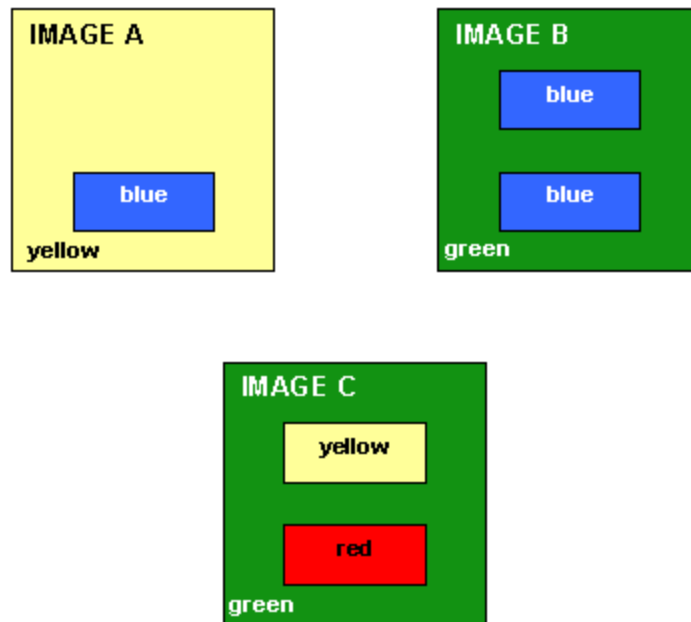 IMAGE A
blue
yellow
IMAGE B
blue
blue
green
IMAGE C
yellow
red
green